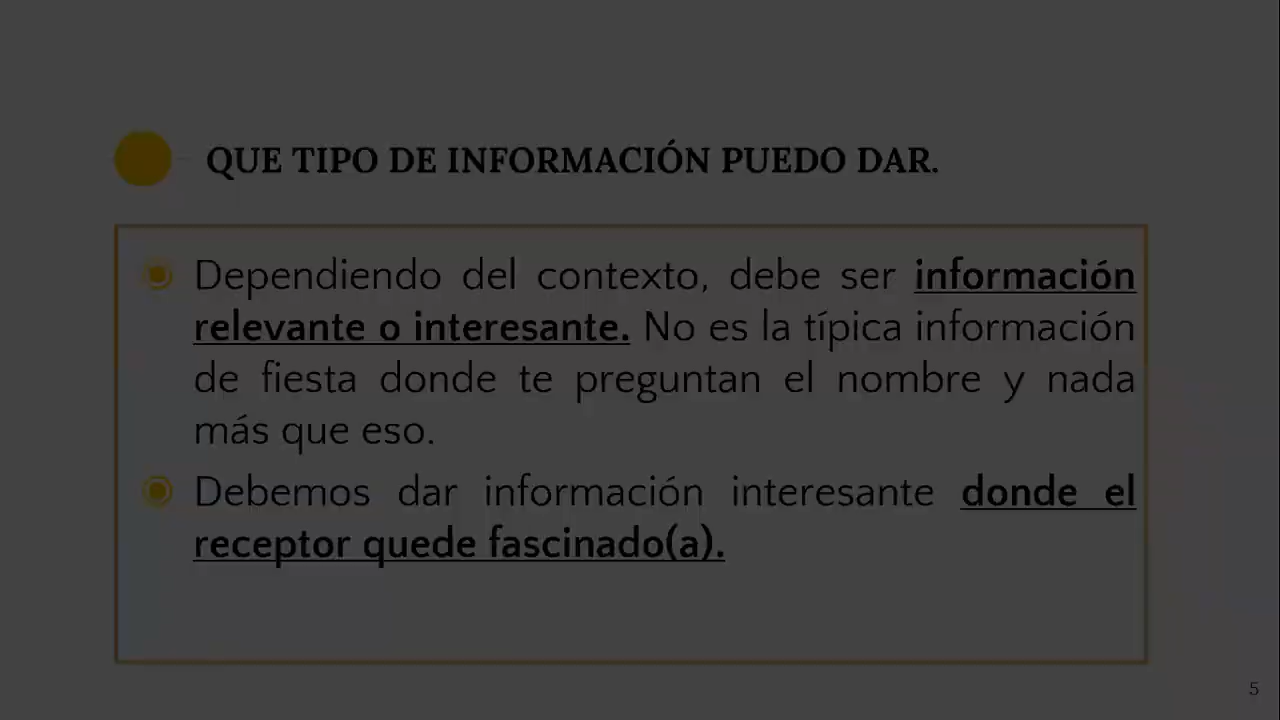 QUE TIPO DE INFORMACIÓN PUEDO DAR.
Dependiendo del contexto, debe ser información
relevante o interesante. No es la típica información
de fiesta donde te preguntan el nombre y nada
más que eso.
Debemos dar información interesante donde el
receptor quede fascinado(a).
5